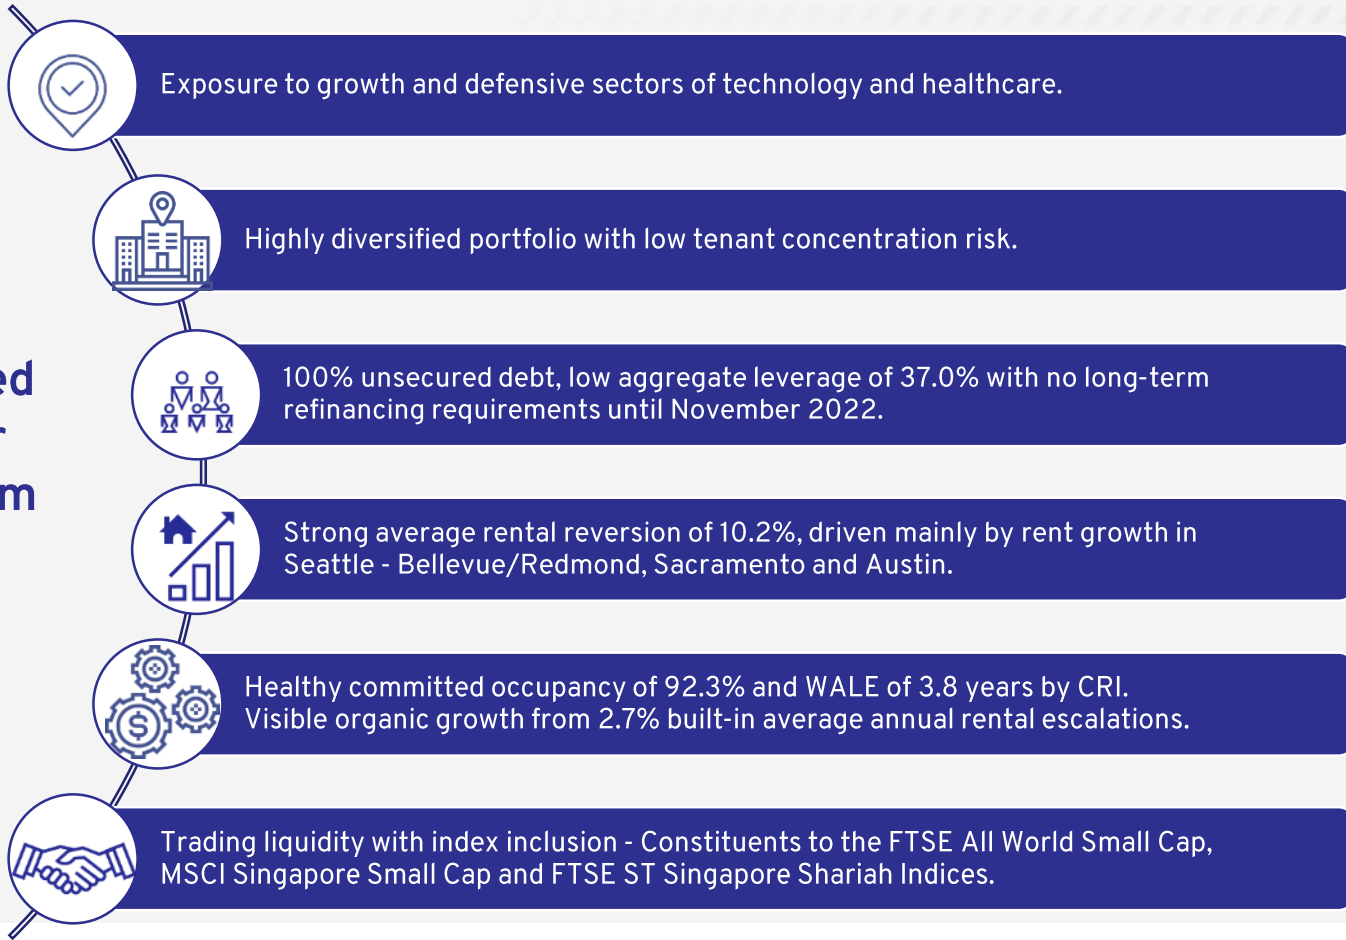 Exposure to growth and defensive sectors of technology and healthcare.
Highly diversified portfolio with low tenant concentration risk.
ed
m
100% unsecured debt, low aggregate leverage of 37.0% with no long-term
refinancing requirements until November 2022.
Strong average rental reversion of 10.2%, driven mainly by rent growth in
Seattle - Bellevue/Redmond, Sacramento and Austin.
Healthy committed occupancy of 92.3% and WALE of 3.8 years by CRI.
Visible organic growth from 2.7% built-in average annual rental escalations.
Trading liquidity with index inclusion - Constituents to the FTSE All World Small Cap,
MSCI Singapore Small Cap and FTSE ST Singapore Shariah Indices.